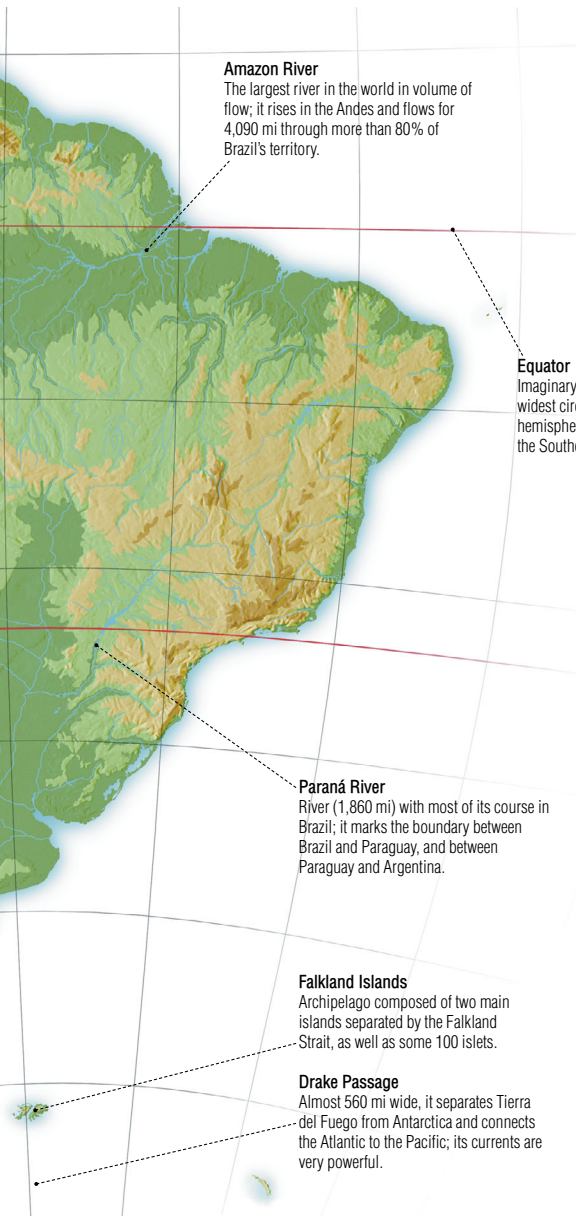 Amazon River
The largest river in the world in volume of
flow; it rises in the Andes and flows for
4,090 mi through more than 80% of
Brazil's territory.
Equator
Imaginary
widest circ
hemisphe
the Southe
Paraná River
River (1,860 mi) with most of its course in
Brazil; it marks the boundary between
Brazil and Paraguay, and between
Paraguay and Argentina.
Falkland Islands
Archipelago composed of two main
islands separated by the Falkland
Strait, as well as some 100 islets.
Drake Passage
Almost 560 mi wide, it separates Tierra
del Fuego from Antarctica and connects
the Atlantic to the Pacific; its currents are
very powerful.